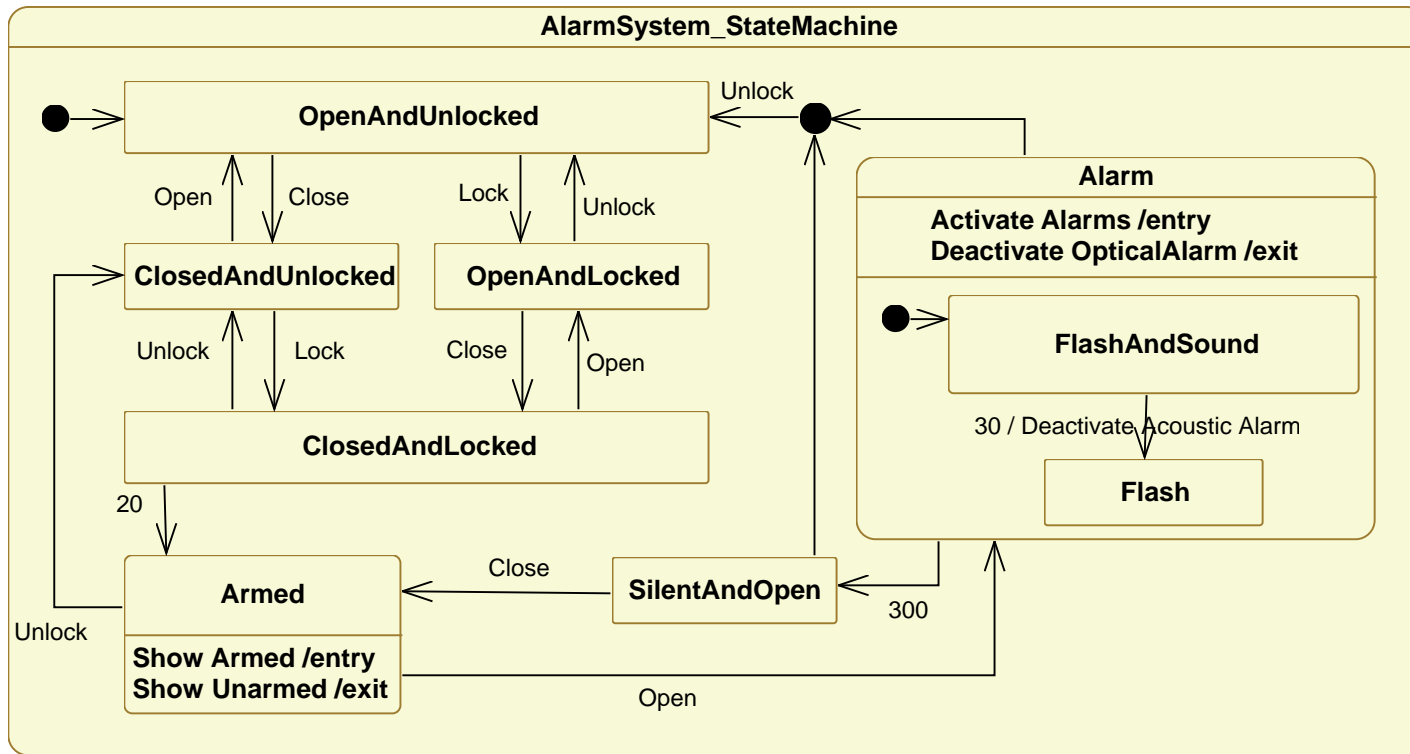 AlarmSystem_StateMachine
OpenAndUnlocked
Unlock
Alarm
Activate Alarms /entry
Deactivate OpticalAlarm /exit
Open
Close
Lock
Unlock
ClosedAndUnlocked
OpenAndLocked
FlashAndSound
Unlock
Lock
Close
Open
30 / Deactivate Acoustic Alarm
ClosedAndLocked
Flash
20
Armed
Close
SilentAndOpen
300
Unlock
Show Armed /entry
Show Unarmed /exit
Open